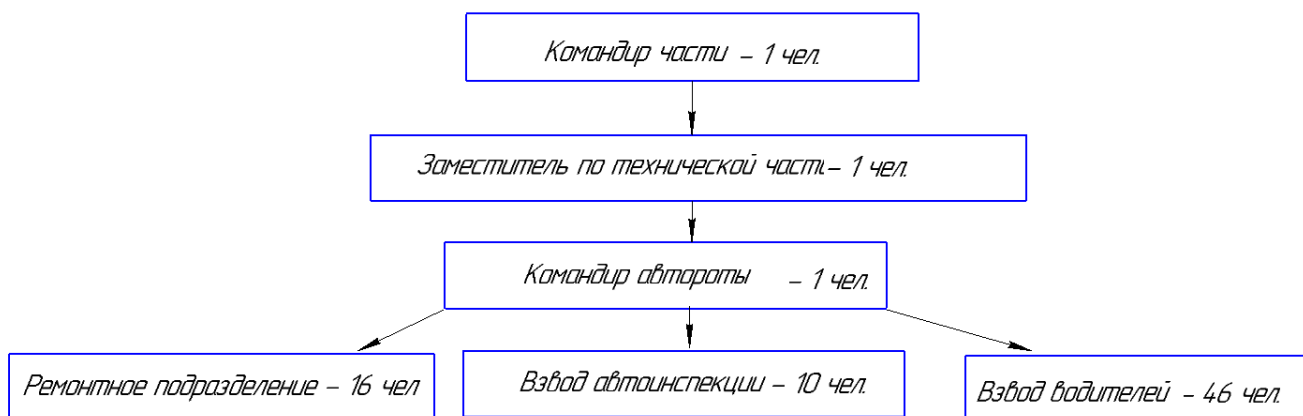 Командир части – 1 чел.
Заместитель по технической части – 1 чел.
Командир автороты – 1 чел.
Ремонтное подразделение – 16 чел
Взвод автоинспекции – 10 чел.
Взвод водителей – 46 чел.